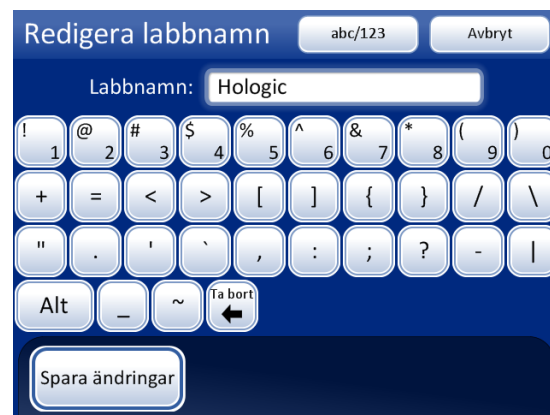 Redigera labbnamn abc/123 Avbryt
Labbnamn: Hologic
! @ # $ % ^ & * ( )
1 2 3 4 5 6 7 8 9 0
+ = < > [ ] { } / \
" . ' ` , : ; ? - |
Alt _ ~ Ta bort
Spara ändringar